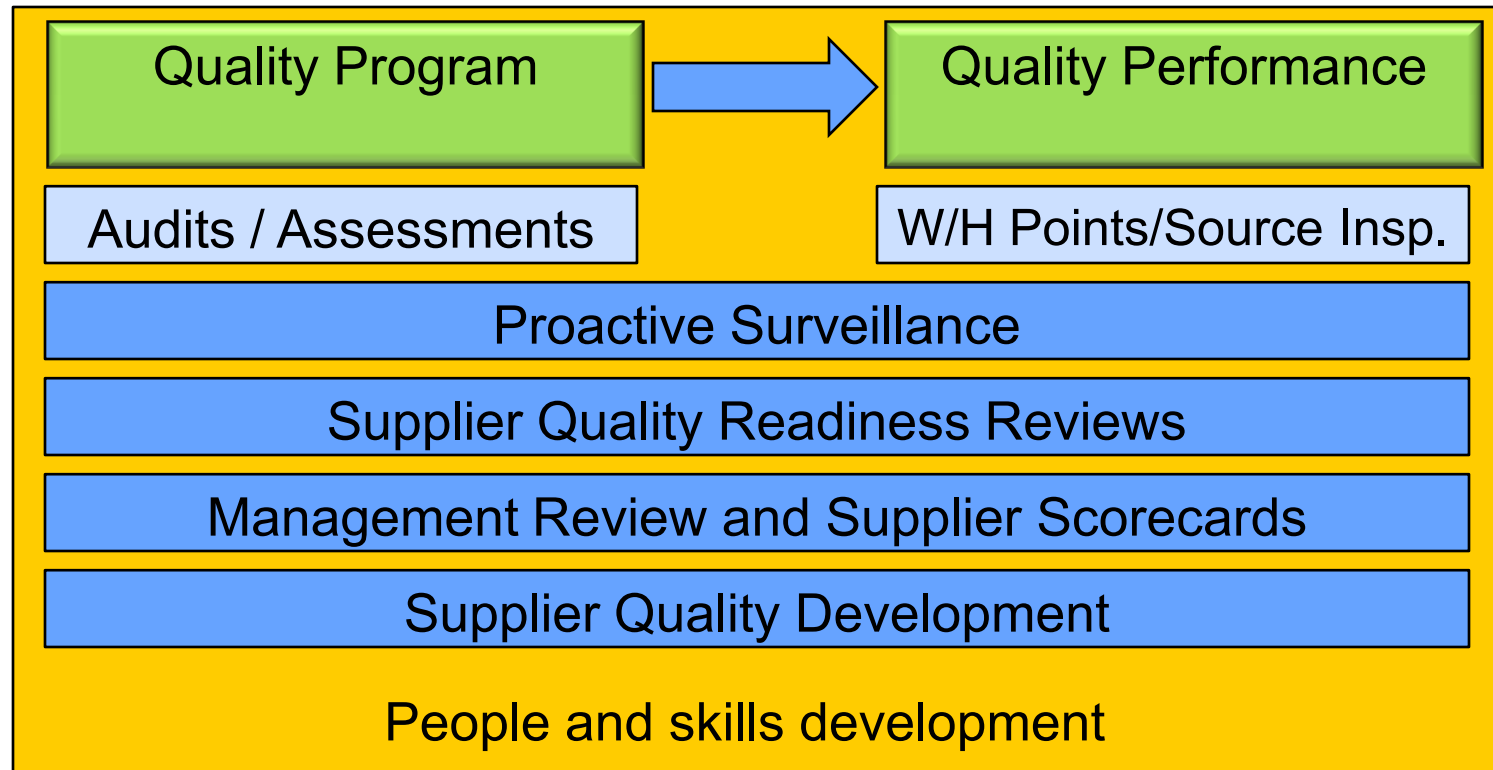 Quality Program
Quality Performance
Audits / Assessments
W/H Points/Source Insp.
Proactive Surveillance
Supplier Quality Readiness Reviews
Management Review and Supplier Scorecards
Supplier Quality Development
People and skills development